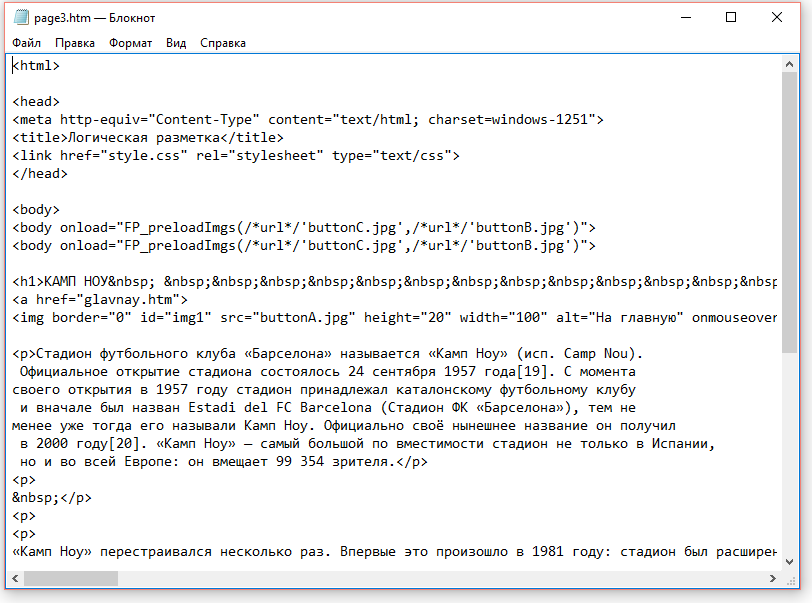 page3.htm — Блокнот
Файл Правка Формат Вид Справка
<html>
<head>
<meta http-equiv="Content-Type" content="text/html; charset=windows-1251">
<title>Логическая разметка</title>
<link href="style.css" rel="stylesheet" type="text/css">
</head>
<body>
<body onload="FP_preloadImgs(/*url*/'buttonC.jpg',/*url*/'buttonB.jpg')">
<body onload="FP_preloadImgs(/*url*/'buttonC.jpg',/*url*/'buttonB.jpg')">
<h1>КАМП НОУ&nbsp; &nbsp;&nbsp;&nbsp;&nbsp;&nbsp;&nbsp;&nbsp;&nbsp;&nbsp;&nbsp;&nbsp;&nbsp;&nbsp
<a href="glavnay.htm">
<img border="0" id="img1" src="buttonA.jpg" height="20" width="100" alt="На главную" onmouseover
<p>Стадион футбольного клуба «Барселона» называется «Камп Ноу» (исп. Camp Nou).
Официальное открытие стадиона состоялось 24 сентября 1957 года[19]. С момента
своего открытия в 1957 году стадион принадлежал каталонскому футбольному клубу
и вначале был назван Estadi del FC Barcelona (Стадион ФК «Барселона»), тем не
менее уже тогда его называли Камп Ноу. Официально своё нынешнее название он получил
в 2000 году[20]. «Камп Ноу» — самый большой по вместимости стадион не только в Испании,
но и во всей Европе: он вмещает 99 354 зрителя.</p>
<p>
&nbsp;</p>
<p>
<p>
«Камп Ноу» перестраивался несколько раз. Впервые это произошло в 1981 году: стадион был расширен